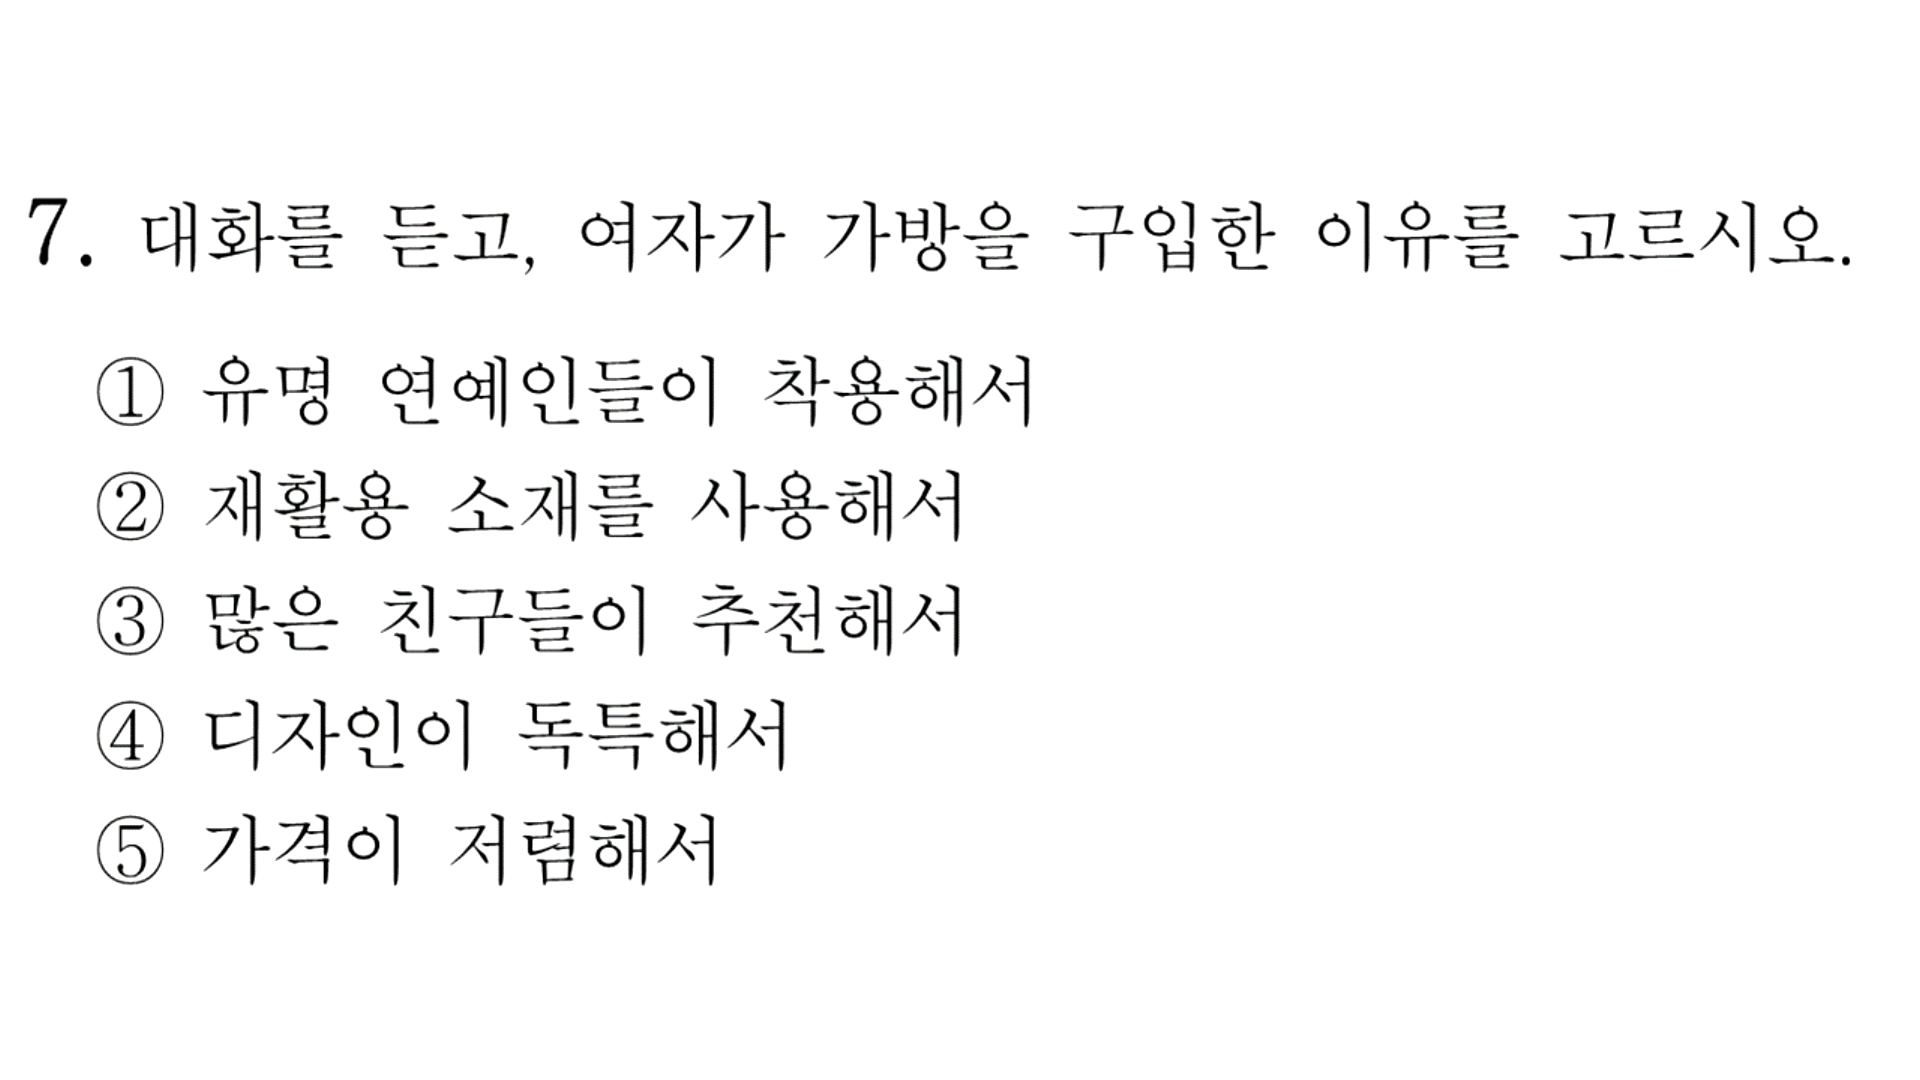 7. 대화를 듣고, 여자가 가방을 구입한 이유를 고르시오.
① 유명 연예인들이 착용해서
② 재활용 소재를 사용해서
③ 많은 친구들이 추천해서
④ 디자인이 독특해서
⑤ 가격이 저렴해서